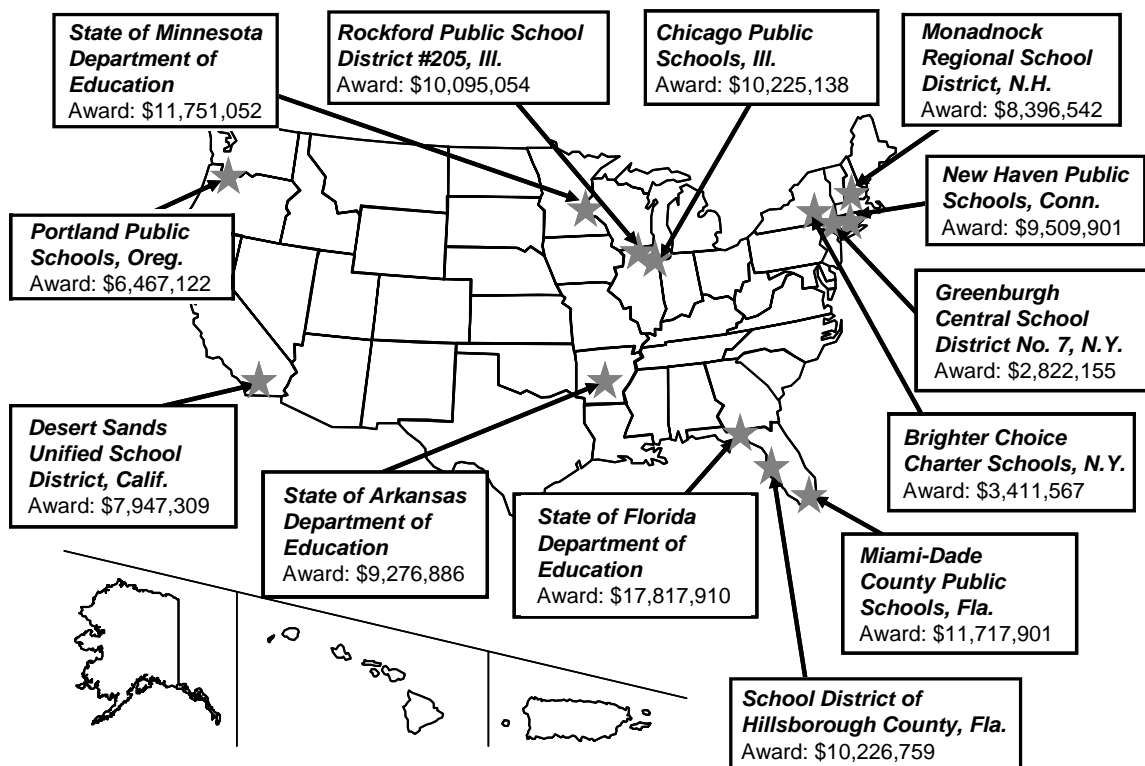 State of Minnesota
Department of
Education
Award: $11,751,052
Rockford Public School
District #205, Ill.
Award: $10,095,054
Chicago Public
Schools, Ill.
Award: $10,225,138
Monadnock
Regional School
District, N.H.
Award: $8,396,542
New Haven Public
Schools, Conn.
Award: $9,509,901
Portland Public
Schools, Oreg.
Award: $6,467,122
Greenburgh
Central School
District No. 7, N.Y.
Award: $2,822,155
Desert Sands
Unified School
District, Calif.
Award: $7,947,309
Brighter Choice
Charter Schools, N.Y.
Award: $3,411,567
State of Arkansas
Department of
Education
Award: $9,276,886
State of Florida
Department of
Education
Award: $17,817,910
Miami-Dade
County Public
Schools, Fla.
Award: $11,717,901
School District of
Hillsborough County, Fla.
Award: $10,226,759